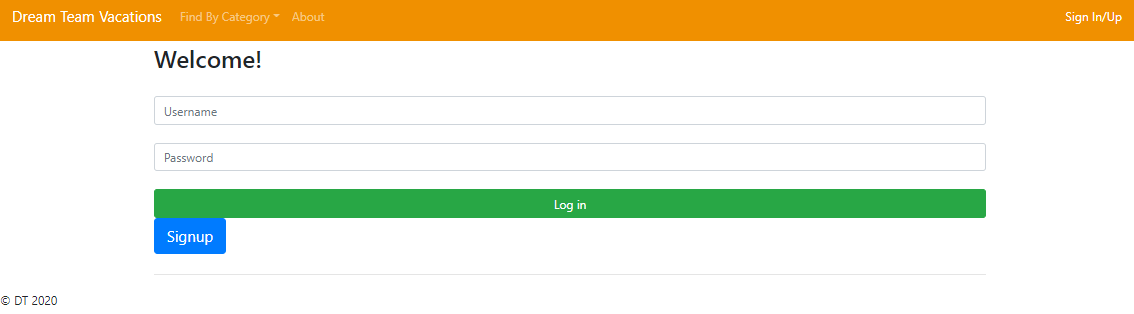 Dream Team Vacations Find By Category About Sign In/Up
Welcome!
Username
Password
Log in
Signup
© DT 2020